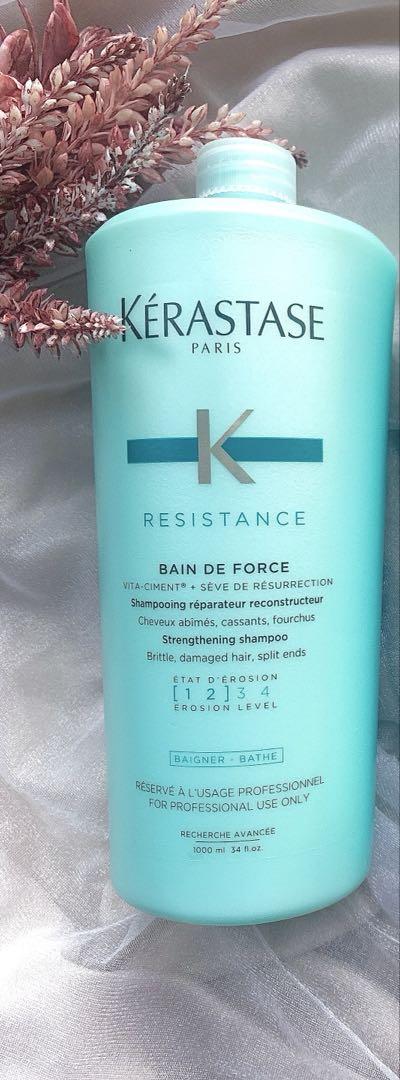 KÉRASTASE
PARIS
K
RESISTANCE
BAIN DE FORCE
VITA-CIMENT® + SÈVE DE RÉSURRECTION
Shampooing réparateur reconstructeur
Cheveux abîmés, cassants, fourchus
Strengthening shampoo
Brittle, damaged hair, split ends
ÉTAT D'ÉROSION
[1 2] 3 4
EROSION LEVEL
BAIGNER - BATHE
RÉSERVÉ À L'USAGE PROFESSIONNEL
FOR PROFESSIONAL USE ONLY
RECHERCHE AVANCÉE
1000 ml 34 fl.oz.